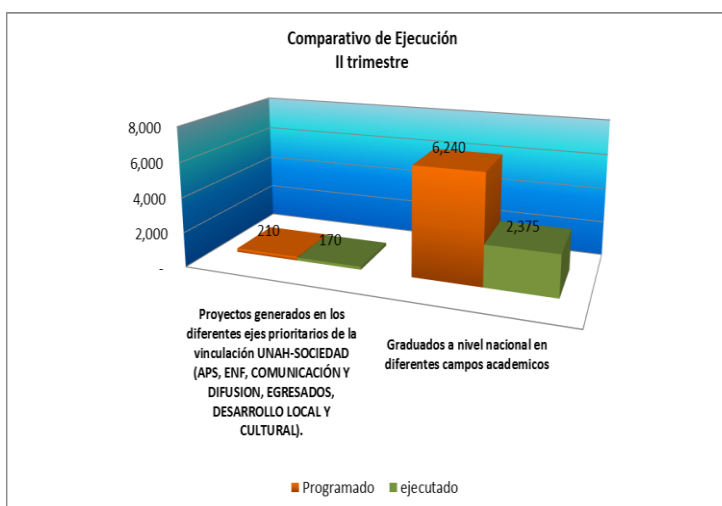 Comparativo de Ejecución
II trimestre
8,000
6,000
4,000
2,000
-
210
170
6,240
2,375
Proyectos generados en los
diferentes ejes prioritarios de la
vinculación UNAH-SOCIEDAD
(APS, ENF, COMUNICACIÓN Y
DIFUSION, EGRESADOS,
DESARROLLO LOCAL Y
CULTURAL).
Graduados a nivel nacional en
diferentes campos academicos
Programado
ejecutado